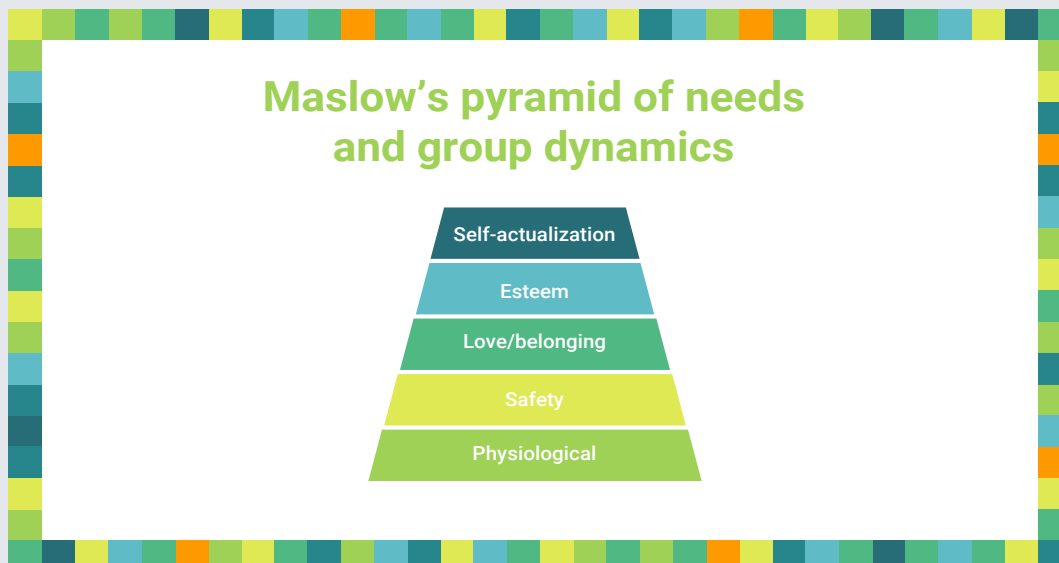 Maslow’s pyramid of needs
and group dynamics
Self-actualization
Esteem
Love/belonging
Safety
Physiological